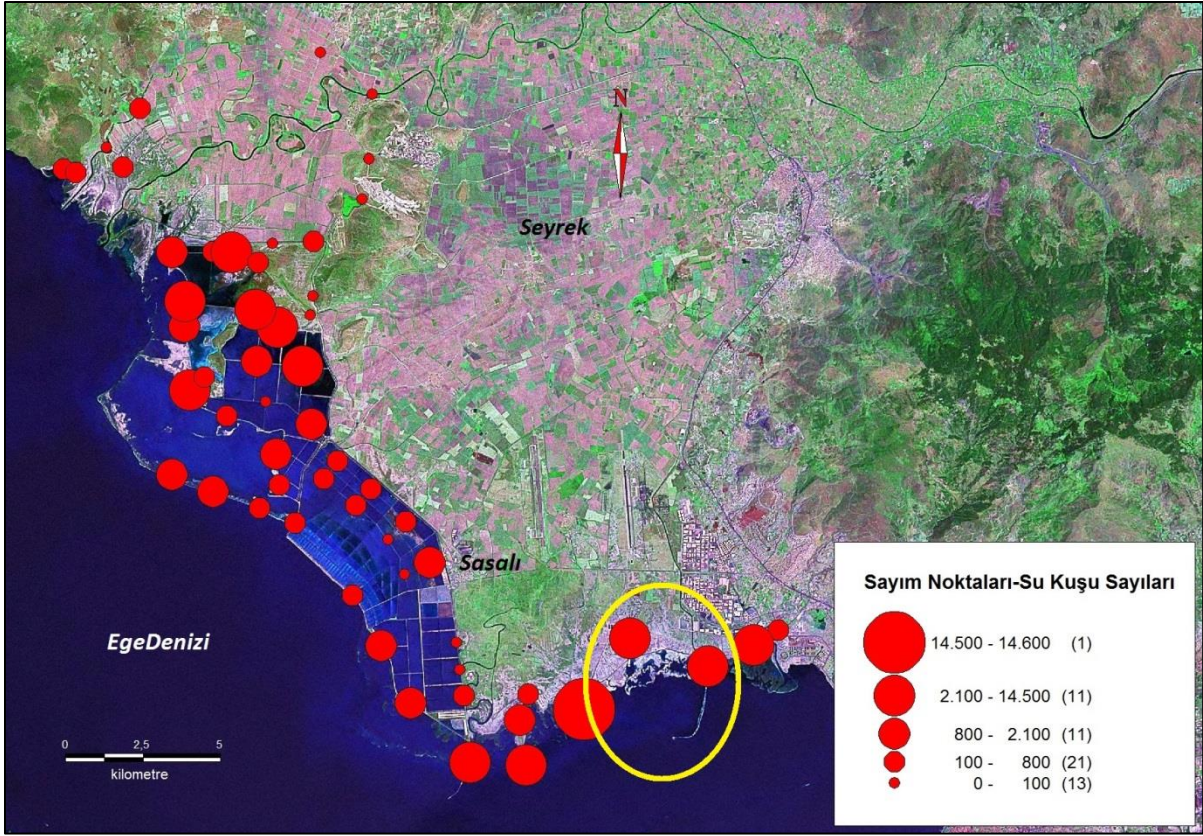 N
Seyrek
Sasalı
EgeDenizi
0 2,5 5
kilometre
Sayım Noktaları-Su Kuşu Sayıları
14.500 - 14.600 (1)
2.100 - 14.500 (11)
800 - 2.100 (11)
100 - 800 (21)
0 - 100 (13)